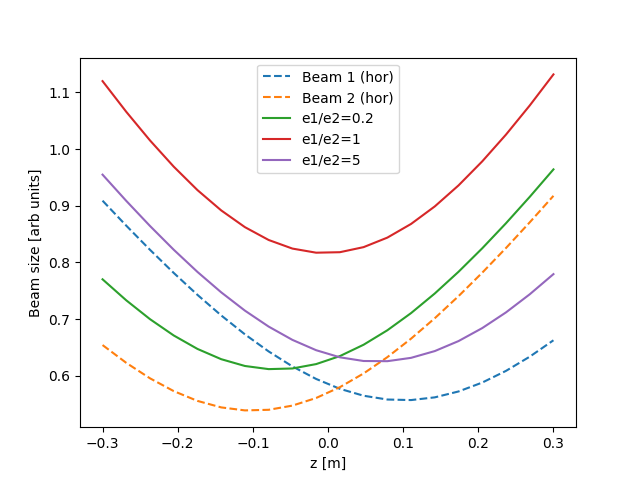 Beam 1 (hor)
Beam 2 (hor)
e1/e2=0.2
e1/e2=1
e1/e2=5
Beam size [arb units]
1.1
1.0
0.9
0.8
0.7
0.6
−0.3 −0.2 −0.1 0.0 0.1 0.2 0.3
z [m]